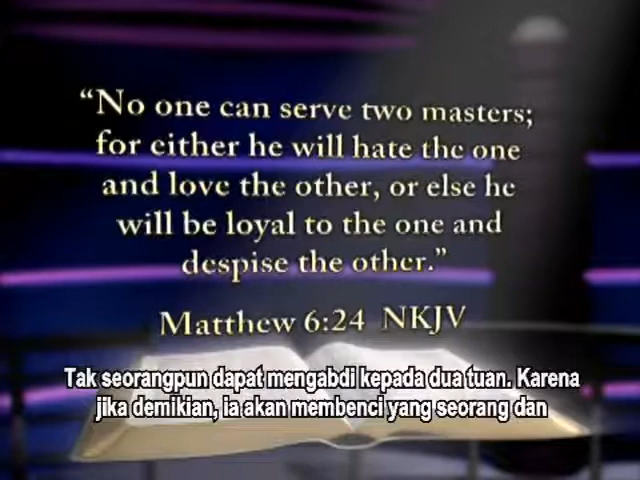 “No one can serve two masters;
for either he will hate the one
and love the other, or else he
will be loyal to the one and
despise the other.”
Matthew 6:24 NKJV
Tak seorangpun dapat mengabdi kepada dua tuan. Karena
jika demikian, ia akan membenci yang seorang dan